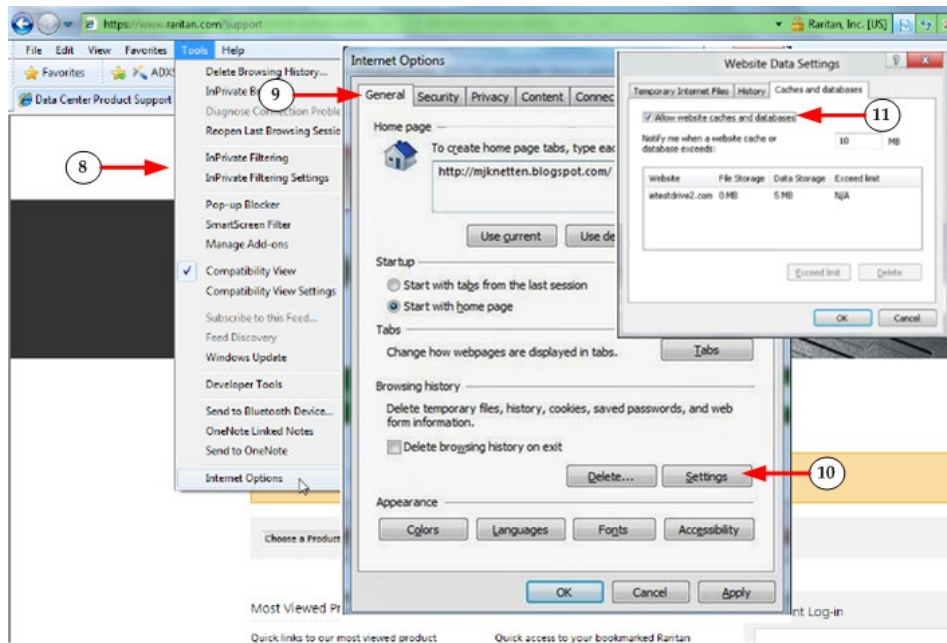 https://www.raritan.com/support
Raritan, Inc. [US]
File Edit View Favorites Tools Help
Favorites
Data Center Product Support
Delete Browsing History...
InPrivate
Diagnose Connection
Reopen Last Browsing
InPrivate Filtering
InPrivate Filtering Settings
Pop-up Blocker
SmartScreen Filter
Manage Add-ons
Compatibility View
Compatibility View Settings
Subscribe to this Feed...
Feed Discovery
Windows Update
Developer Tools
Send to Bluetooth Device...
OneNote Linked Notes
Send to OneNote
Internet Options
8
9
Internet Options
General Security Privacy Content Connec
Home page
To create home page tabs, type eac
http://mjknetten.blogspot.com/
Use current Use de
Startup
Start with tabs from the last session
Start with home page
Tabs
Change how webpages are displayed in tabs.
Tabs
Browsing history
Delete temporary files, history, cookies, saved passwords, and web
form information.
Delete browsing history on exit
Delete... Settings
10
Appearance
Colors Languages Fonts Accessibility
OK Cancel Apply
Website Data Settings
Temporary Internet Files History Caches and databases
Allow website caches and databases
11
Notify me when a website cache or
database exceeds:
10 MB
Website File Storage Data Storage Exceed limit
ietestdrive2.com 0 MB 5 MB N/A
Exceed limit Delete
OK Cancel
Choose a Product
Most Viewed Pr
nt Log-in
Quick links to our most viewed product
Quick access to your bookmarked Raritan